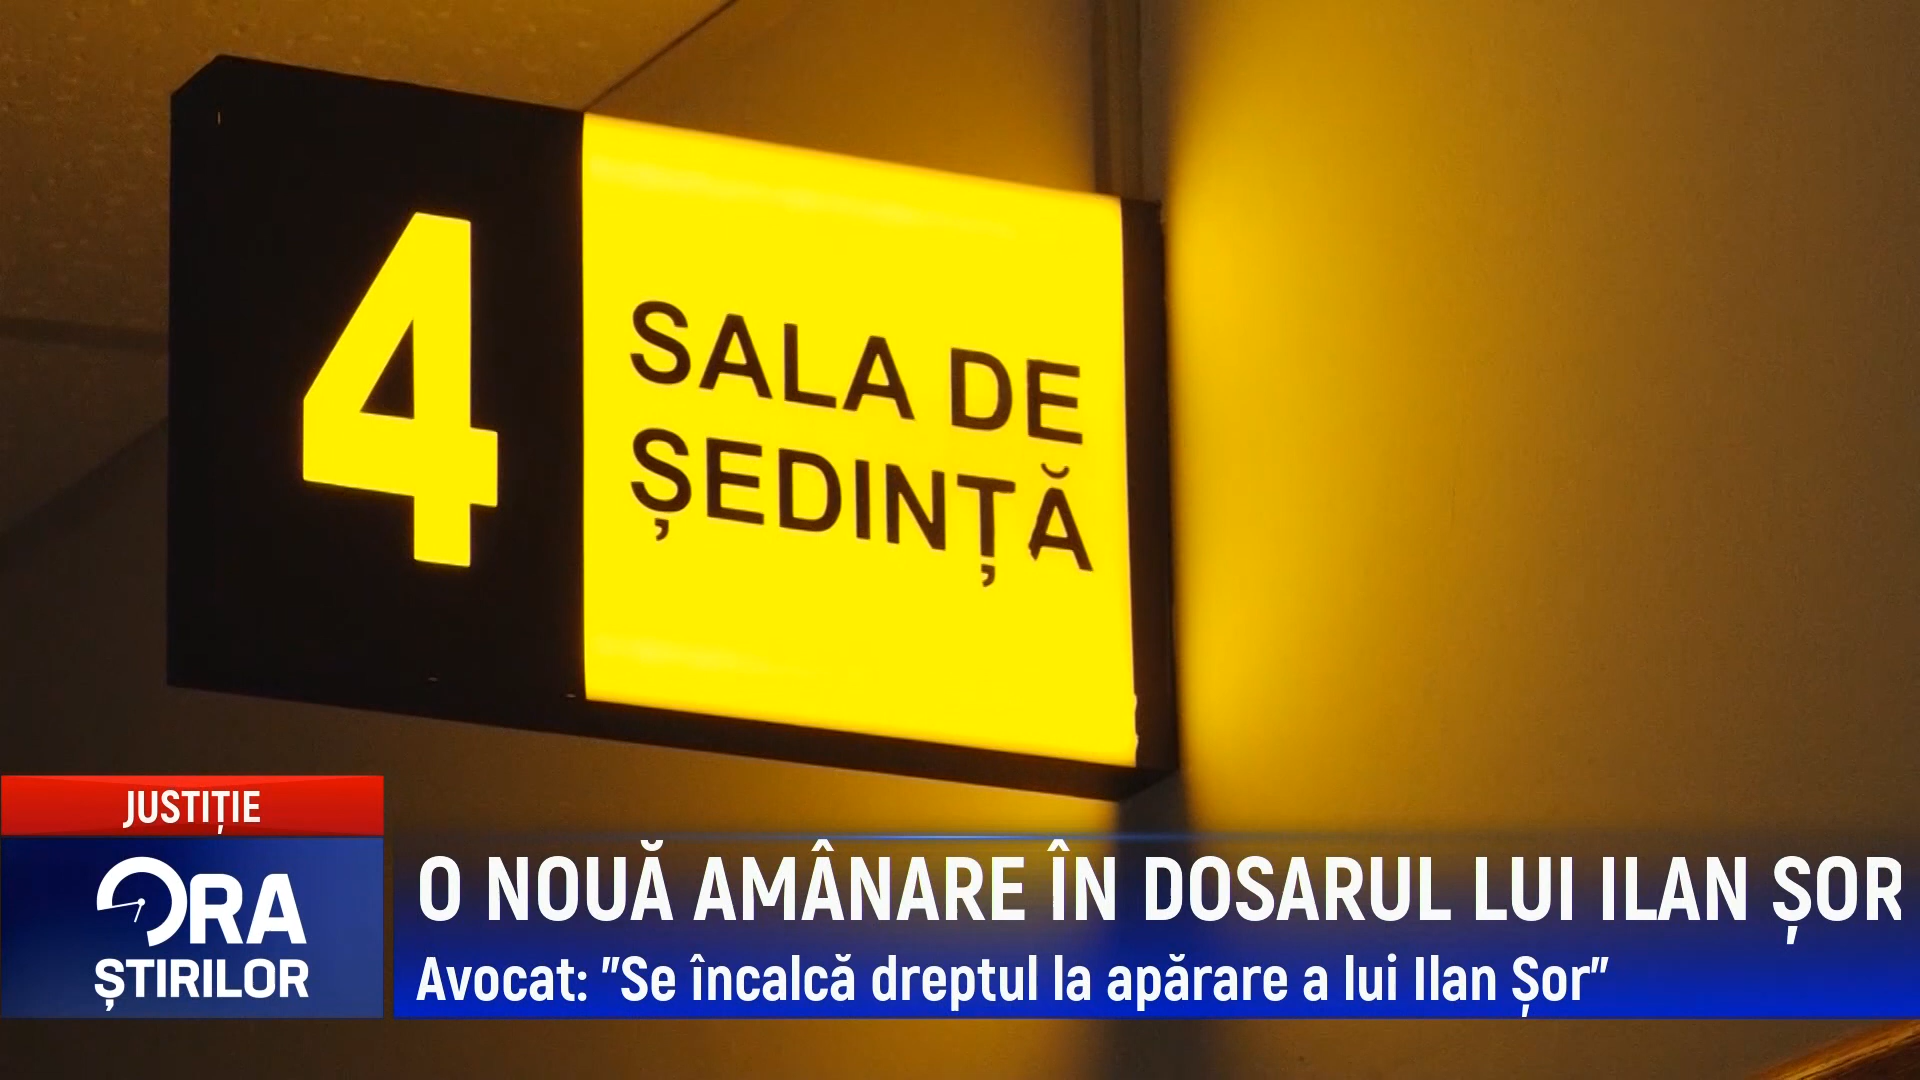 4
SALA DE
ȘEDINȚĂ
JUSTIȚIE
ORA
ȘTIRILOR
O NOUĂ AMÂNARE ÎN DOSARUL LUI ILAN ȘOR
Avocat: "Se încalcă dreptul la apărare a lui Ilan Șor"